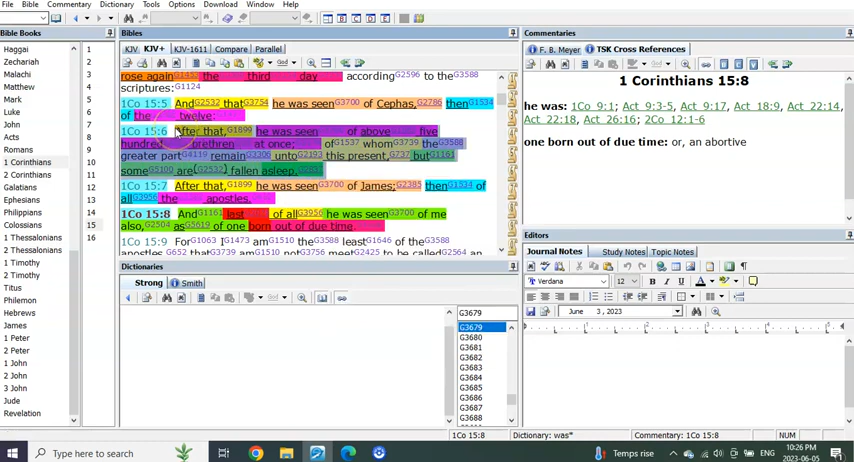 File Bible Commentary Dictionary Tools Options Download Window Help
Bible Books
Haggai
Zechariah
Malachi
Matthew
Mark
Luke
John
Acts
Romans
1 Corinthians
2 Corinthians
Galatians
Ephesians
Philippians
Colossians
1 Thessalonians
2 Thessalonians
1 Timothy
2 Timothy
Titus
Philemon
Hebrews
James
1 Peter
2 Peter
1 John
2 John
3 John
Jude
Revelation
1
2
3
4
5
6
7
8
9
10
11
12
13
14
15
16
Bibles
KJV KJV+ KJV-1611 Compare Parallel
rose again G1453 the third day according G2596 to the G3588
scriptures: G1124
1Co 15:5 And G2532 that G3754 he was seen G3700 of Cephas, G2786 then G1534
of the twelve:
1Co 15:6 After that, G1899 he was seen of above five
hundred brethren at once; of G1537 whom G3739 the G3588
greater part G4119 remain G3306 unto G2193 this present, G737 but G1161
some G5100 are (G2532) fallen asleep. G2837
1Co 15:7 After that, G1899 he was seen G3700 of James; G2385 then G1534 of
all G3956 the apostles.
1Co 15:8 And G1161 last of all G3956 he was seen G3700 of me
also, G2504 as G5619 of one born out of due time.
1Co 15:9 For G1063 I G1473 am G1510 the G3588 least G1646 of the G3588
apostles, G652 that am G1510 not meet G2425 to be called G2564 an
Dictionaries
Strong Smith
G3679
G3679
G3680
G3681
G3682
G3683
G3684
G3685
G3686
G3687
G3688
Commentaries
F. B. Meyer TSK Cross References
1 Corinthians 15:8
he was: 1Co 9:1; Act 9:3-5, Act 9:17, Act 18:9, Act 22:14,
Act 22:18, Act 26:16; 2Co 12:1-6
one born out of due time: or, an abortive
Editors
Journal Notes Study Notes Topic Notes
Verdana 12 B I U A
June 3, 2023
1Co 15:8 Dictionary: was* Commentary: 1Co 15:8 NUM
Type here to search
Temps rise ENG 10:26 PM 2023-06-05